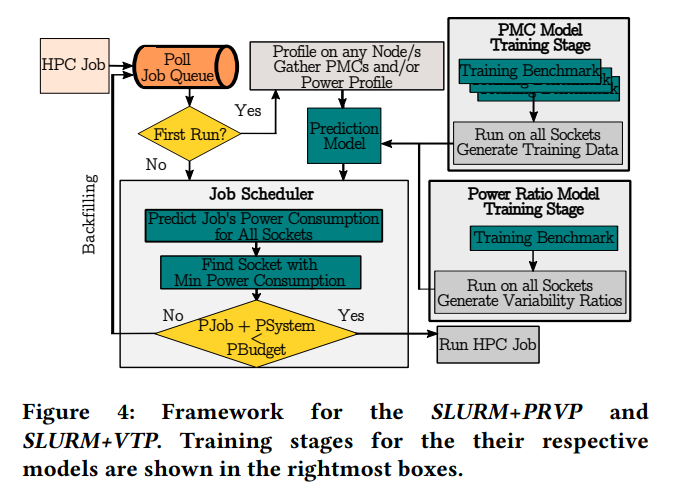 HPC Job
Poll
Job Queue
Profile on any Node/s
Gather PMCs and/or
Power Profile
PMC Model
Training Stage
Training Benchmark
Run on all Sockets
Generate Training Data
First Run?
Yes
No
Prediction
Model
Backfilling
Job Scheduler
Predict Job's Power Consumption
for All Sockets
Find Socket with
Min Power Consumption
No
Yes
PJob + PSystem
<
PBudget
Power Ratio Model
Training Stage
Training Benchmark
Run on all Sockets
Generate Variability Ratios
Run HPC Job
Figure 4: Framework for the SLURM+PRVP and
SLURM+VTP. Training stages for the their respective
models are shown in the rightmost boxes.